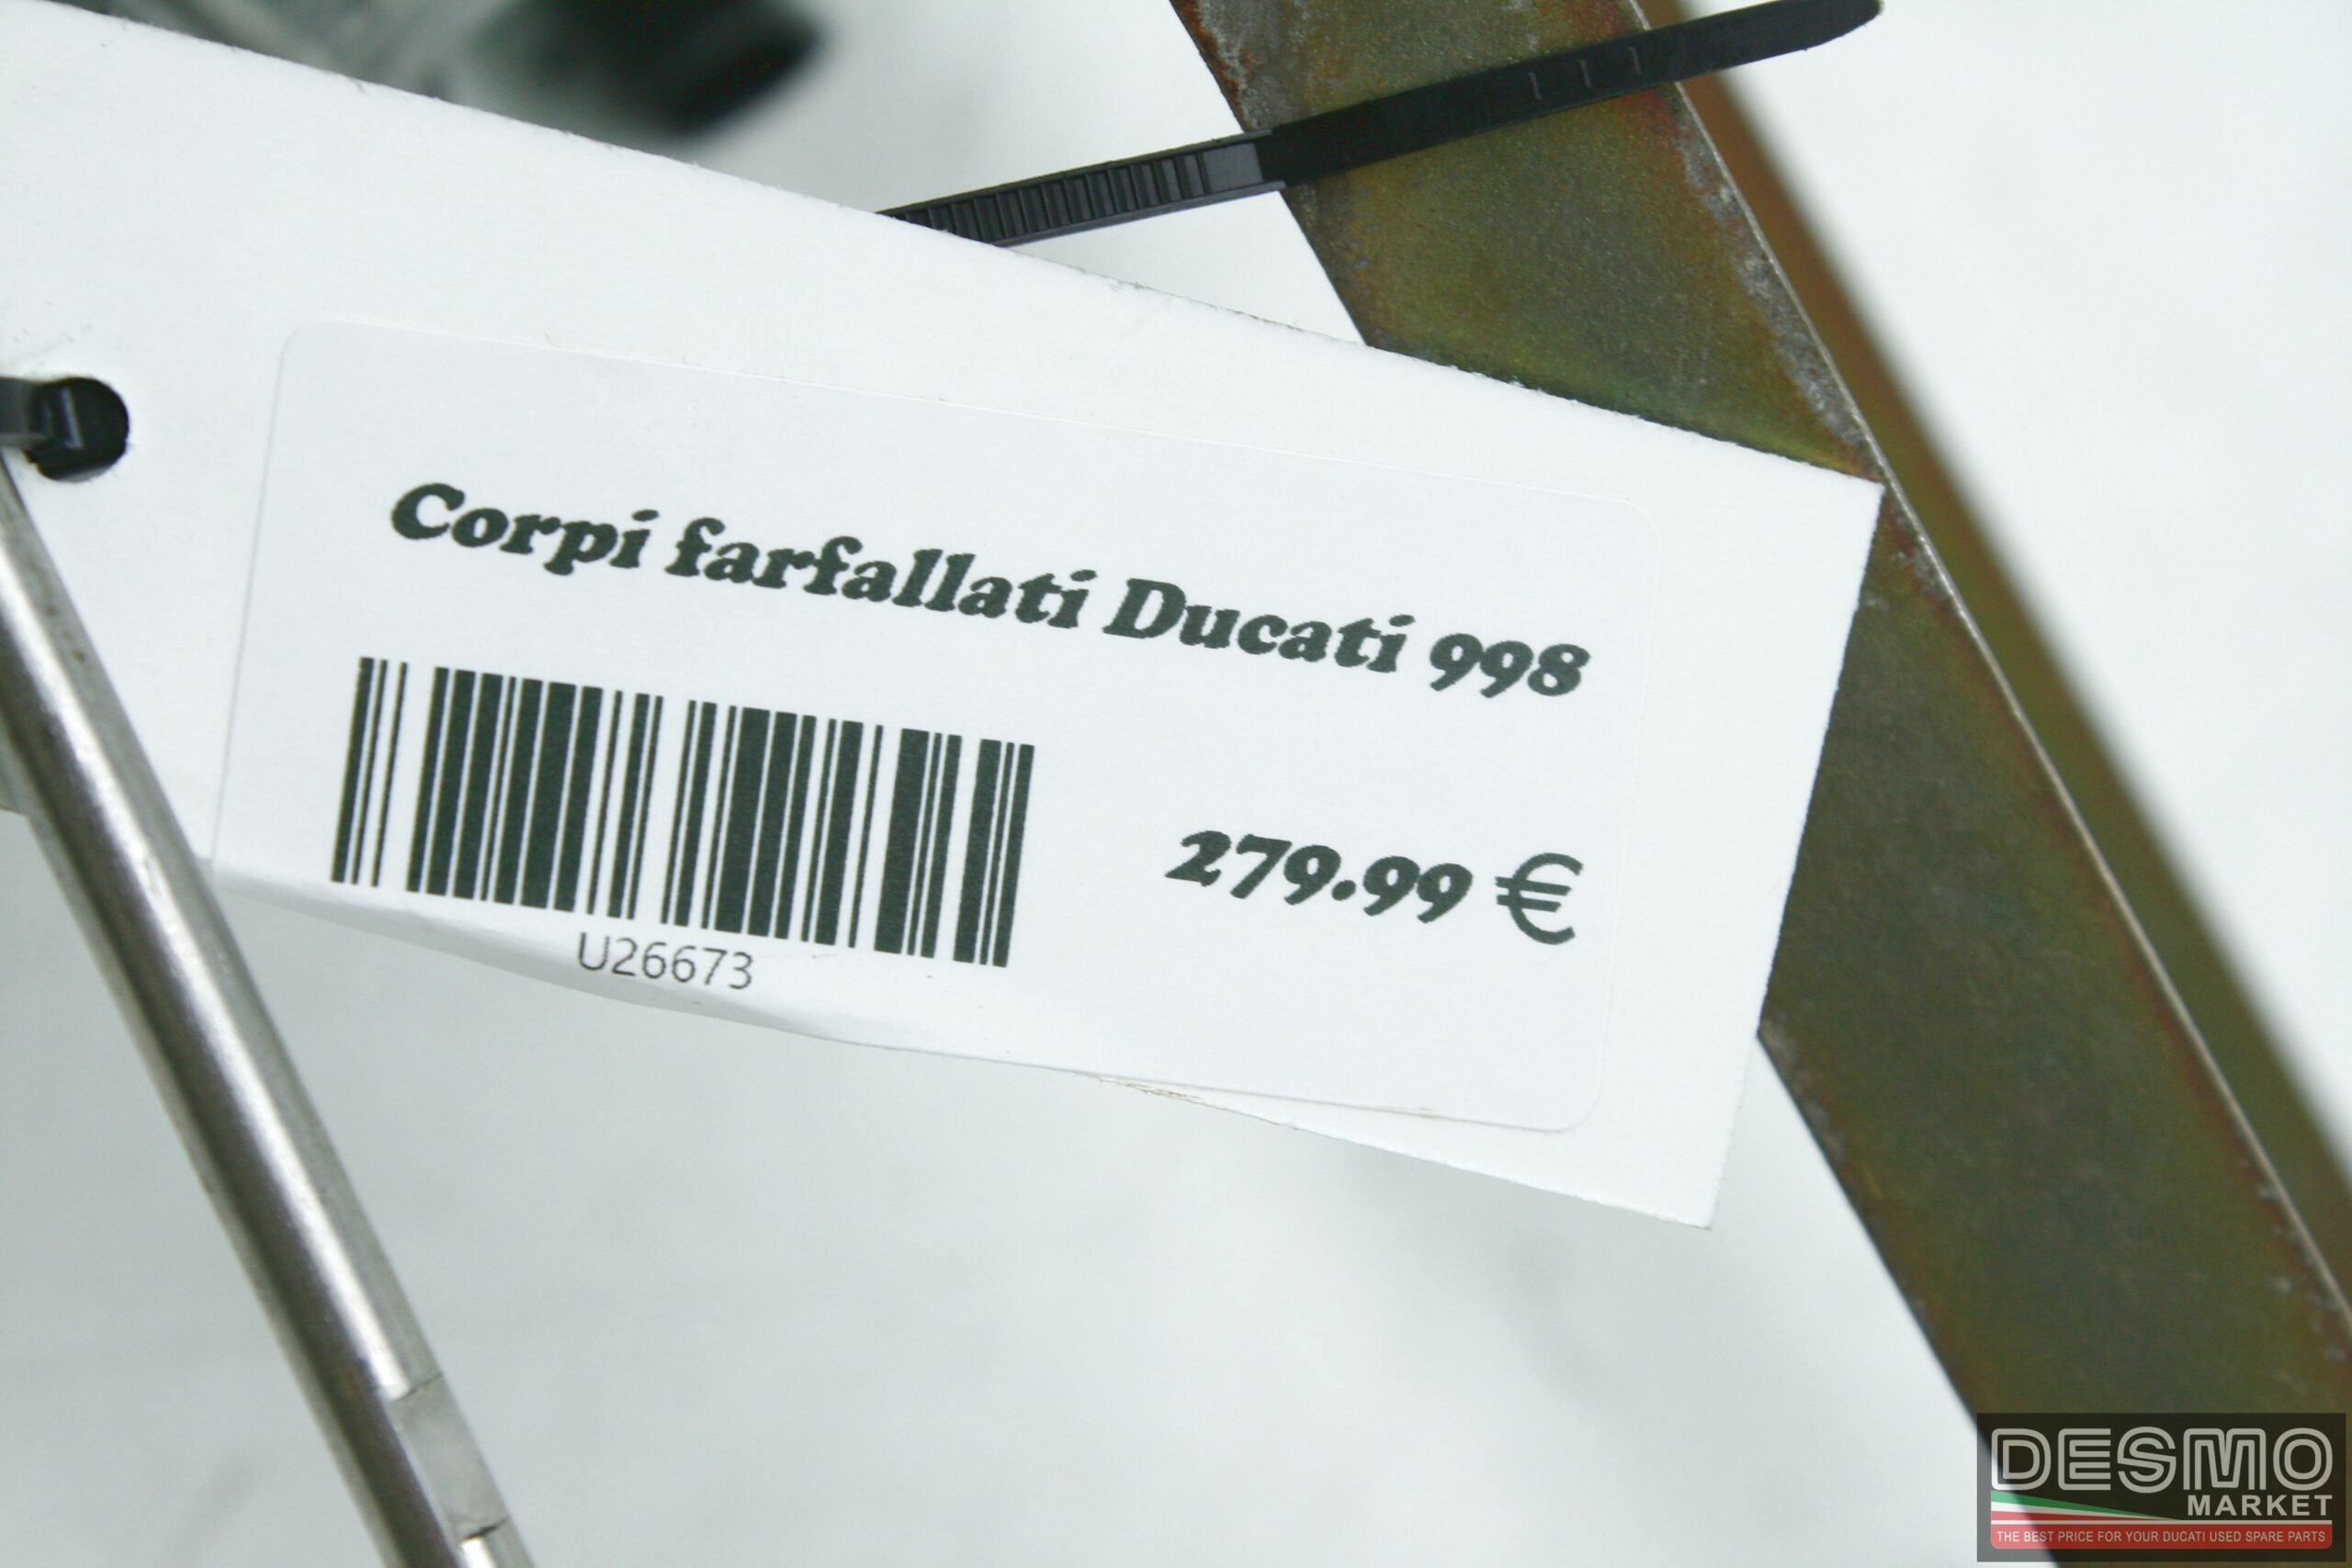 Corpi farfallati Ducati 998
279.99 €
U26673
DESMO
MARKET
THE BEST PRICE FOR YOUR DUCATI USED SPARE PARTS